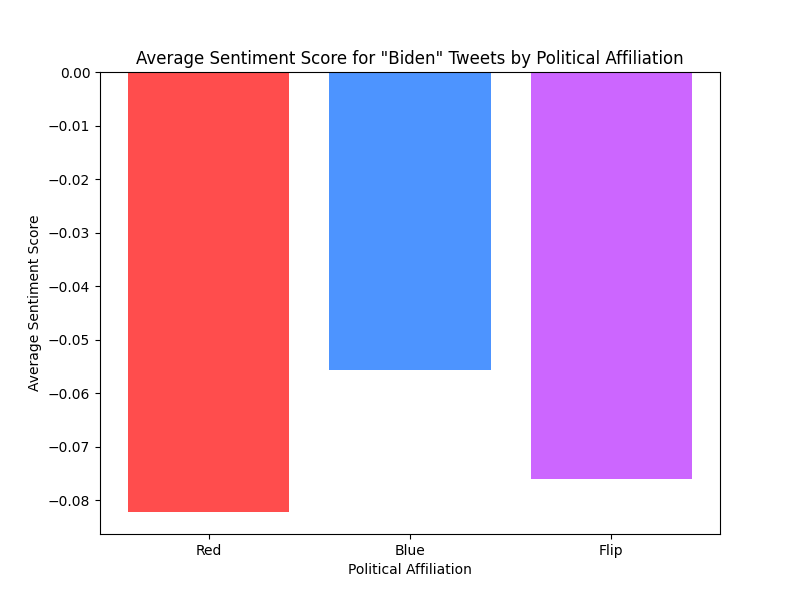 Average Sentiment Score for "Biden" Tweets by Political Affiliation
0.00
−0.01
−0.02
−0.03
−0.04
−0.05
−0.06
−0.07
−0.08
Average Sentiment Score
Red Blue Flip
Political Affiliation